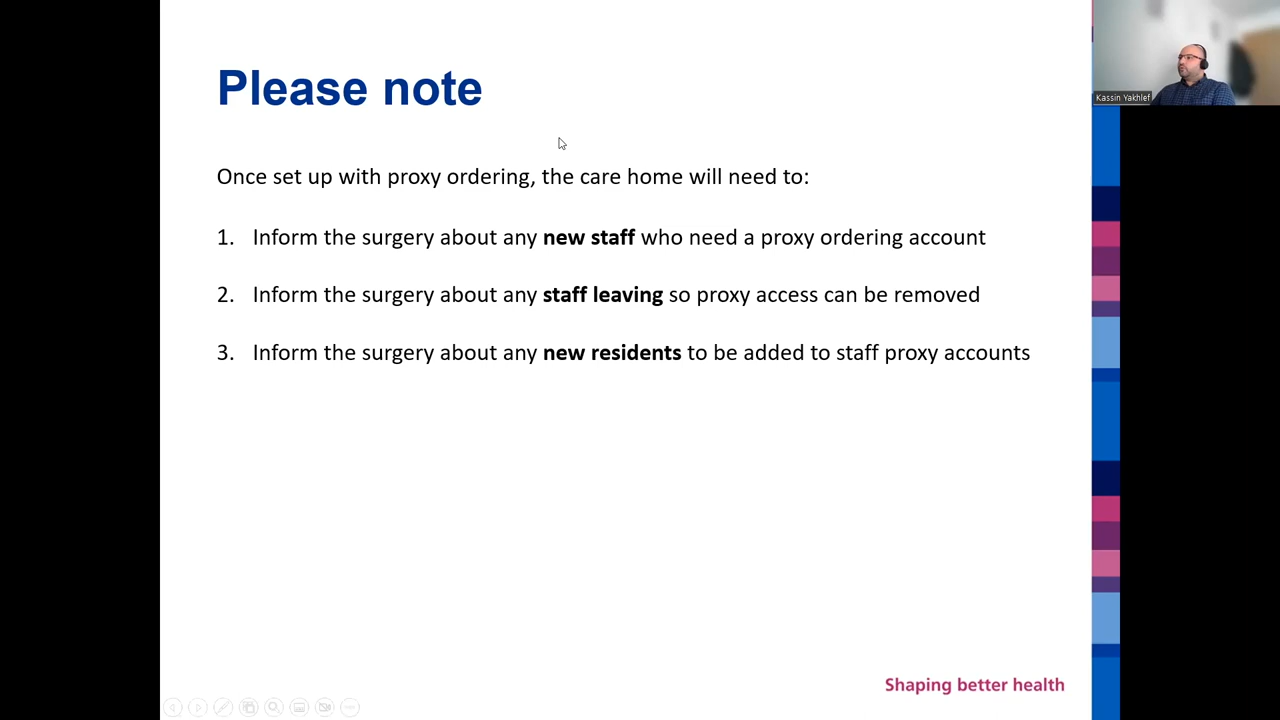 Please note
Kassin Yakhlef
Once set up with proxy ordering, the care home will need to:
1. Inform the surgery about any new staff who need a proxy ordering account
2. Inform the surgery about any staff leaving so proxy access can be removed
3. Inform the surgery about any new residents to be added to staff proxy accounts
Shaping better health